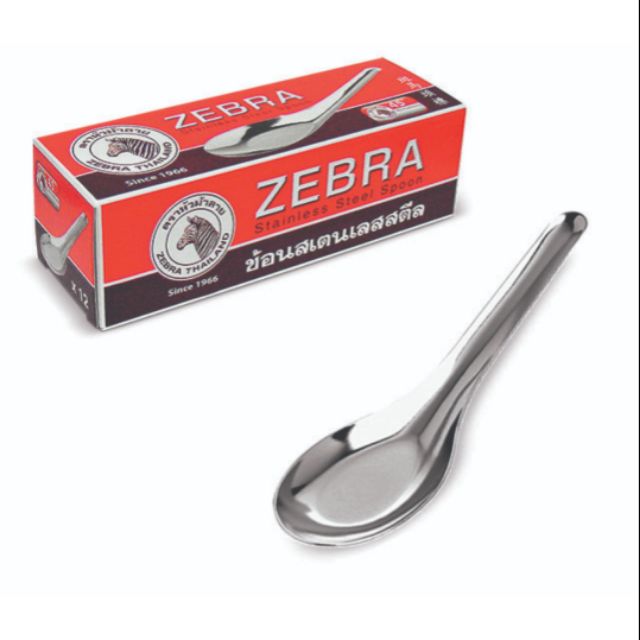 ZEBRA
Stainless Steel Spoon
ตราหัวม้าลาย
ZEBRA THAILAND
Since 1966
ZEBRA
Stainless Steel Spoon
ช้อนสเตนเลสสตีล
ตราหัวม้าลาย
ZEBRA THAILAND
Since 1966
x 12